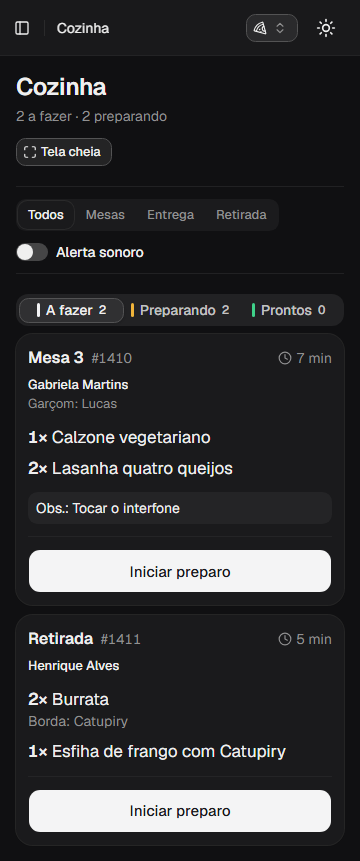 Cozinha
Cozinha
2 a fazer · 2 preparando
Tela cheia
Todos Mesas Entrega Retirada
Alerta sonoro
A fazer 2 Preparando 2 Prontos 0
Mesa 3 #1410 7 min
Gabriela Martins
Garçom: Lucas
1× Calzone vegetariano
2× Lasanha quatro queijos
Obs.: Tocar o interfone
Iniciar preparo
Retirada #1411 5 min
Henrique Alves
2× Burrata
Borda: Catupiry
1× Esfiha de frango com Catupiry
Iniciar preparo